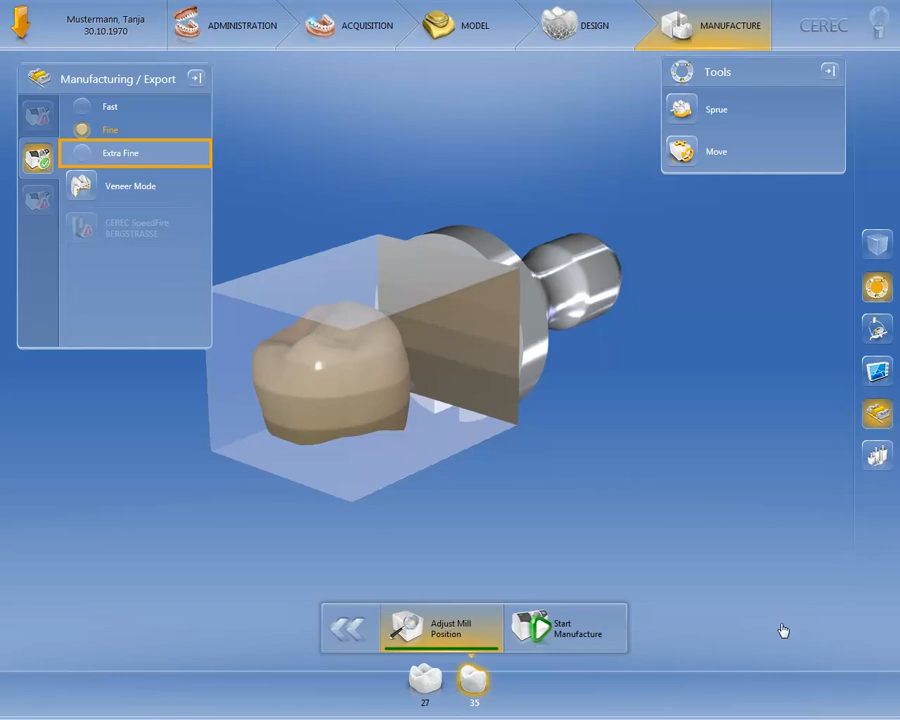 Mustermann, Tanja
30.10.1970
ADMINISTRATION
ACQUISITION
MODEL
DESIGN
MANUFACTURE
CEREC
Manufacturing / Export
Fast
Fine
Extra Fine
Veneer Mode
CEREC SpeedFire
BERGSTRASSE
Tools
Sprue
Move
Adjust Mill
Position
Start
Manufacture
27
35